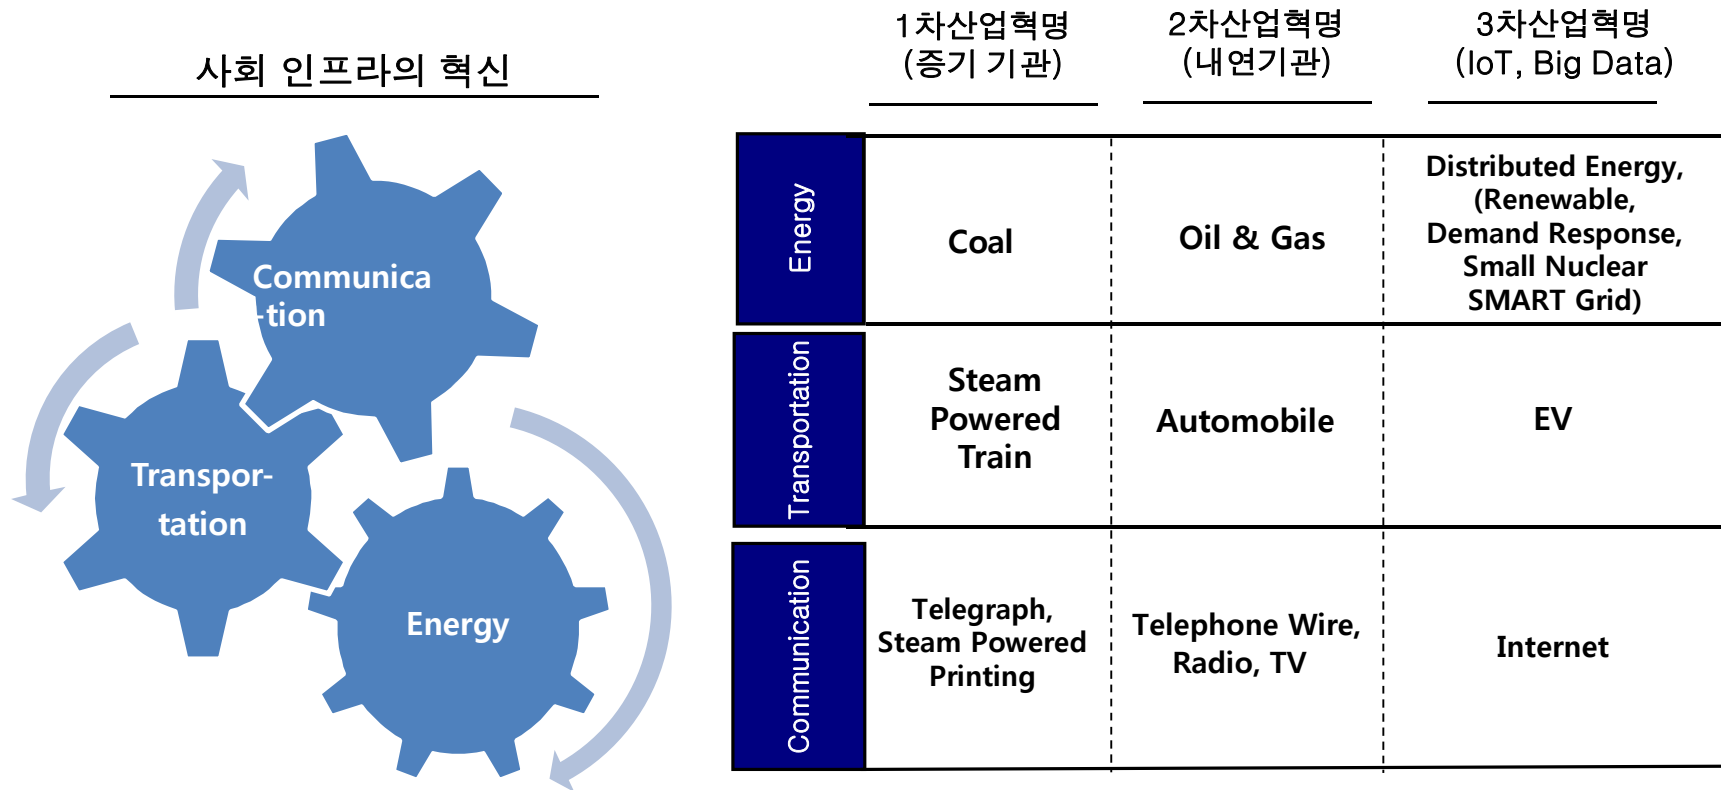 사회 인프라의 혁신
Communica
-tion
Transpor-
tation
Energy
1차산업혁명
(증기 기관)
2차산업혁명
(내연기관)
3차산업혁명
(IoT, Big Data)
Energy
Coal
Oil & Gas
Distributed Energy,
(Renewable,
Demand Response,
Small Nuclear
SMART Grid)
Transportation
Steam
Powered
Train
Automobile
EV
Communication
Telegraph,
Steam Powered
Printing
Telephone Wire,
Radio, TV
Internet